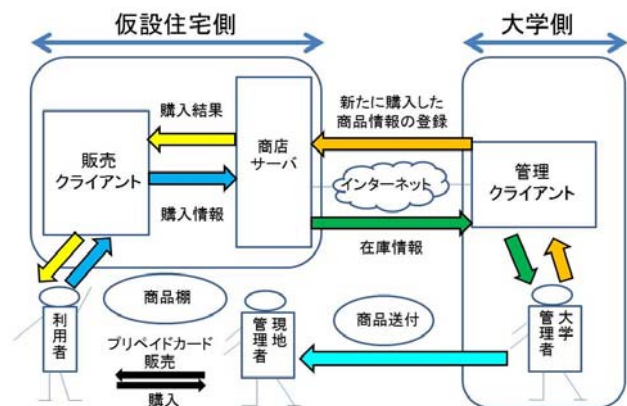 仮設住宅側
大学側
購入結果
新たに購入した
商品情報の登録
販売
クライアント
商店
サーバ
インターネット
管理
クライアント
購入情報
在庫情報
商品棚
商品送付
利用者
現地
管理者
大学
管理者
プリペイドカード
販売
購入